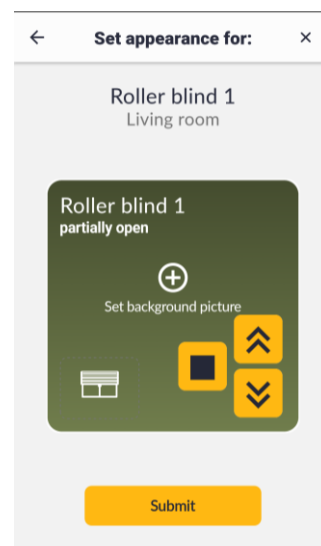 Set appearance for:
Roller blind 1
Living room
Roller blind 1
partially open
Set background picture
Submit